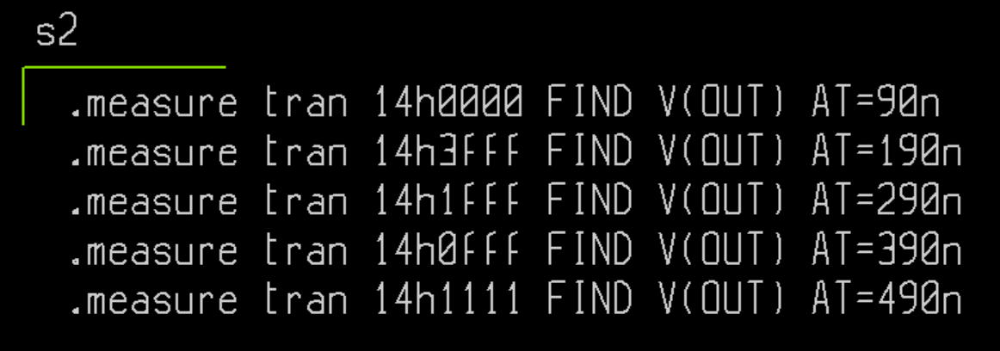 s2
.measure tran 14h0000 FIND V(OUT) AT=90n
.measure tran 14h3fff FIND V(OUT) AT=190n
.measure tran 14h1fff FIND V(OUT) AT=290n
.measure tran 14h0fff FIND V(OUT) AT=390n
.measure tran 14h1111 FIND V(OUT) AT=490n